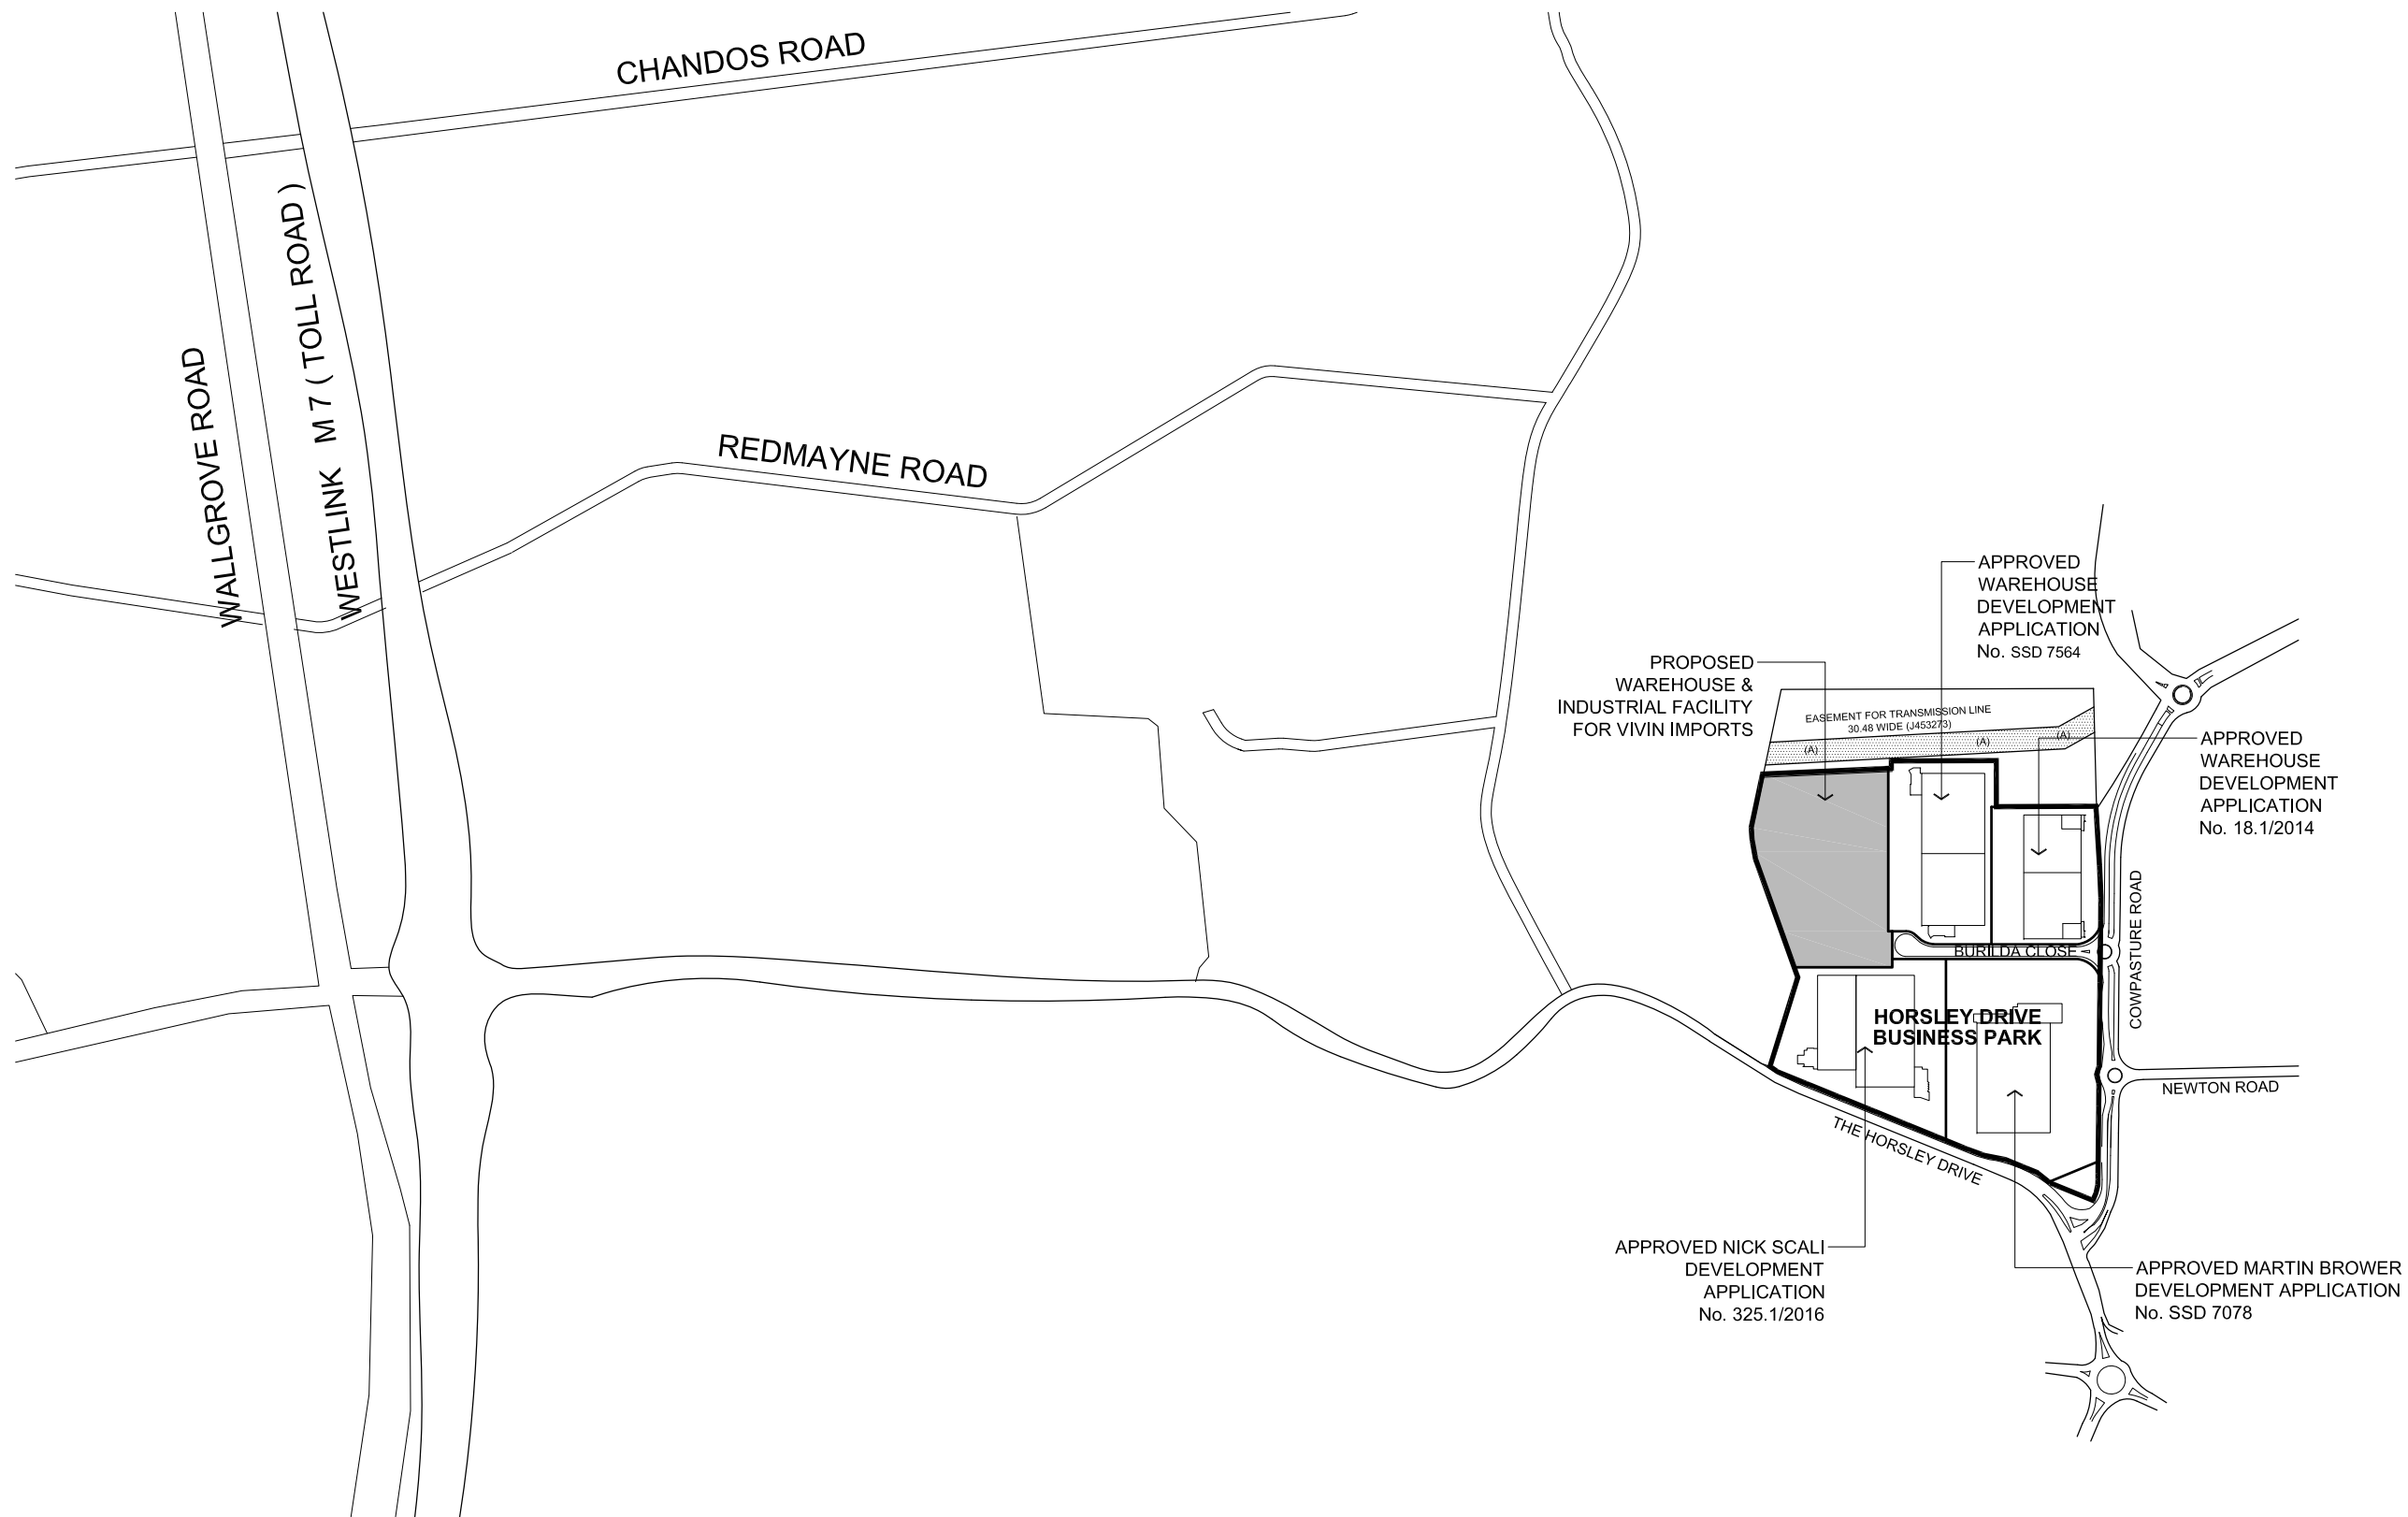 CHANDOS ROAD
WALLGROVE ROAD
WESTLINK M 7 ( TOLL ROAD )
REDMAYNE ROAD
APPROVED
WAREHOUSE
DEVELOPMENT
APPLICATION
No. SSD 7564
PROPOSED
WAREHOUSE &
INDUSTRIAL FACILITY
FOR VIVIN IMPORTS
EASEMENT FOR TRANSMISSION LINE
30.48 WIDE (J453273)
(A)
(A)
(A)
APPROVED
WAREHOUSE
DEVELOPMENT
APPLICATION
No. 18.1/2014
COWPASTURE ROAD
BURILDA CLOSE
HORSLEY DRIVE
BUSINESS PARK
NEWTON ROAD
THE HORSLEY DRIVE
APPROVED NICK SCALI
DEVELOPMENT
APPLICATION
No. 325.1/2016
APPROVED MARTIN BROWER
DEVELOPMENT APPLICATION
No. SSD 7078